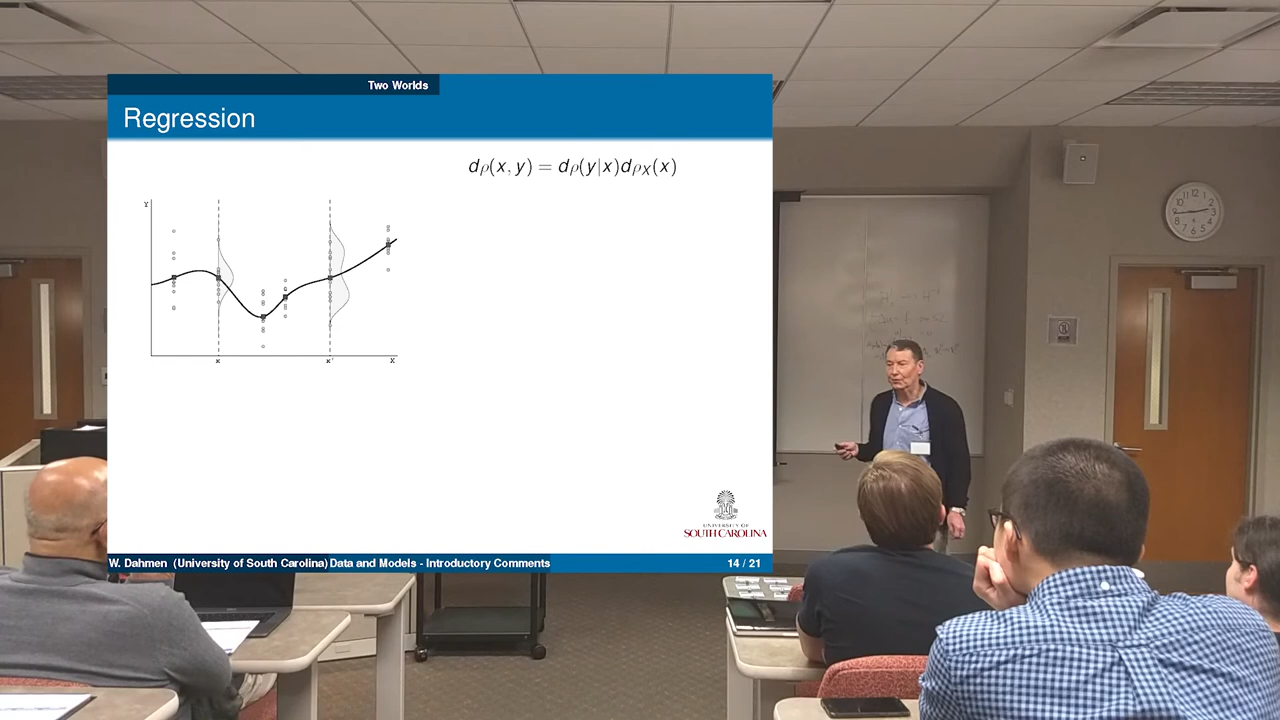 Two Worlds
Regression
dρ(x, y) = dρ(y|x)dρX(x)
Y
x
x'
X
UNIVERSITY OF
SOUTH CAROLINA
W. Dahmen (University of South Carolina) Data and Models - Introductory Comments
14 / 21